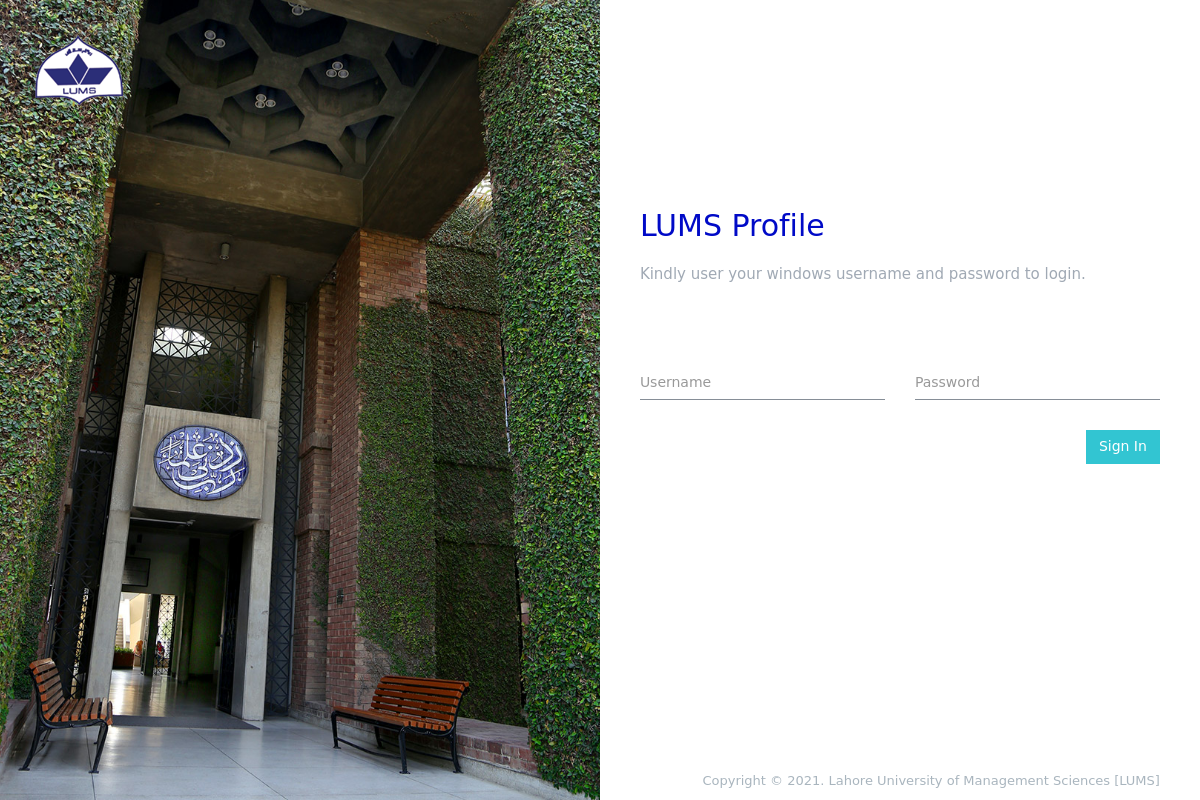 LUMS
رب زدني علما
LUMS Profile
Kindly user your windows username and password to login.
Username
Password
Sign In
Copyright © 2021. Lahore University of Management Sciences [LUMS]